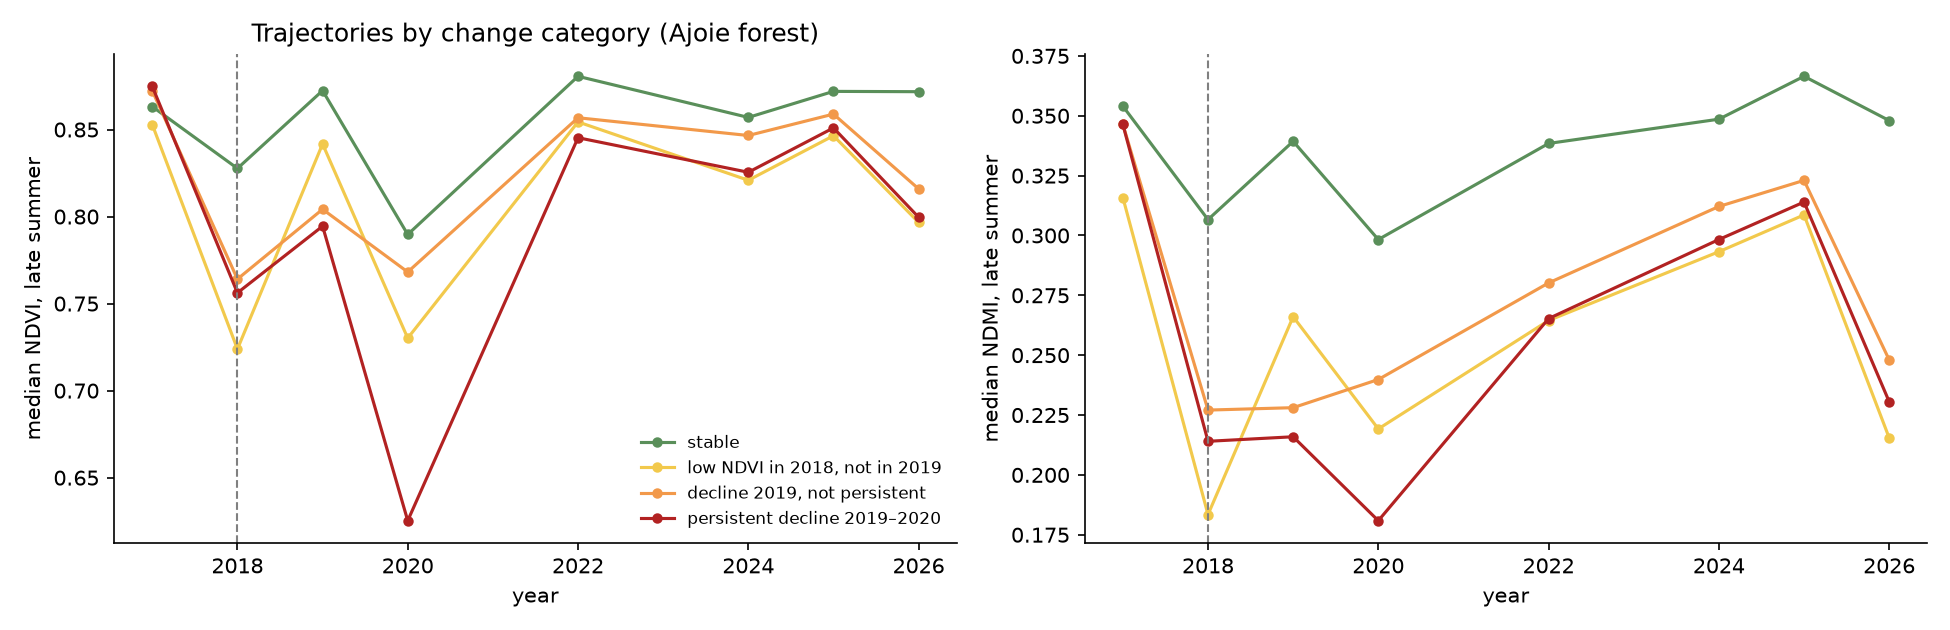 Trajectories by change category (Ajoie forest)
median NDVI, late summer
0.85
0.80
0.75
0.70
0.65
stable
low NDVI in 2018, not in 2019
decline 2019, not persistent
persistent decline 2019–2020
2018
2020
2022
2024
2026
year
median NDMI, late summer
0.375
0.350
0.325
0.300
0.275
0.250
0.225
0.200
0.175
2018
2020
2022
2024
2026
year